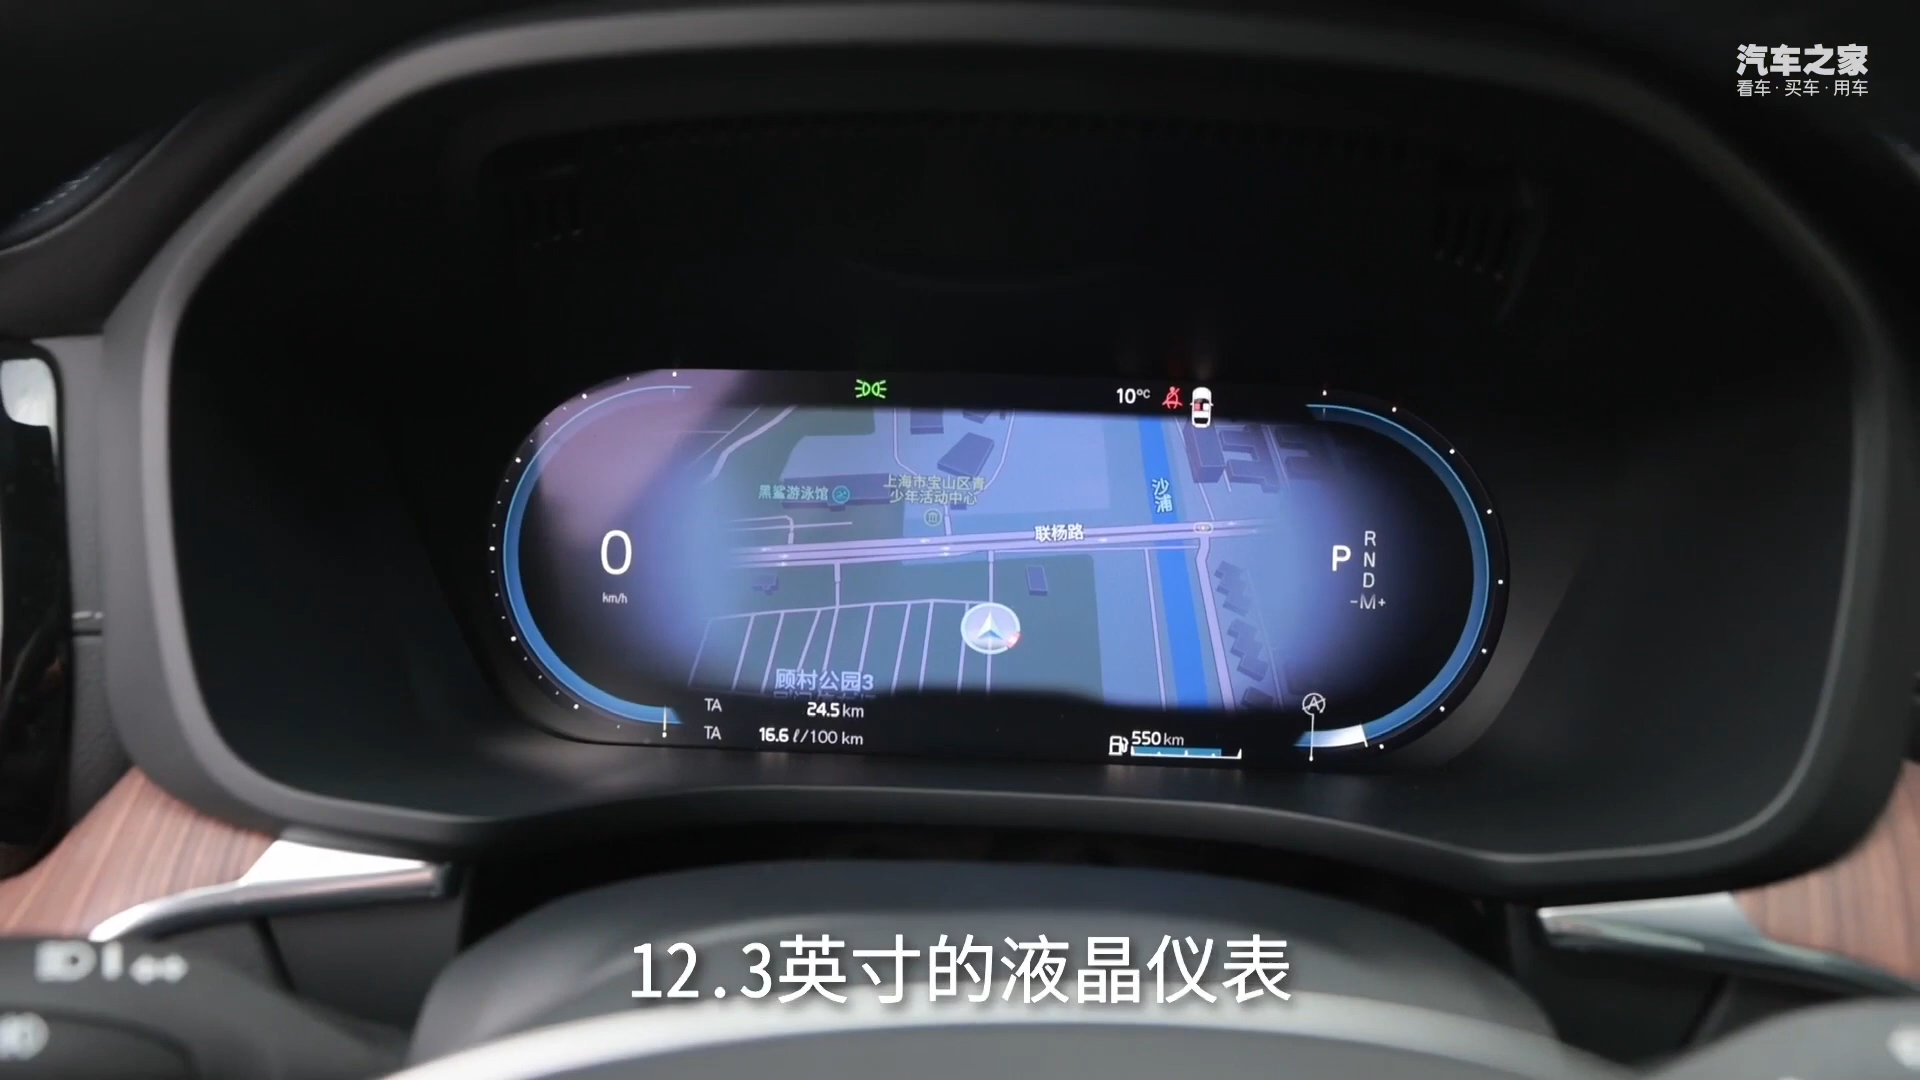 汽车之家
看车·买车·用车
10°C
黑鲨游泳馆
上海市宝山区青
少年活动中心
沙浦
联杨路
0
km/h
P
R
N
D
-M+
顾村公园3
TA
24.5 km
TA
16.6 ℓ/100 km
550 km
12.3英寸的液晶仪表